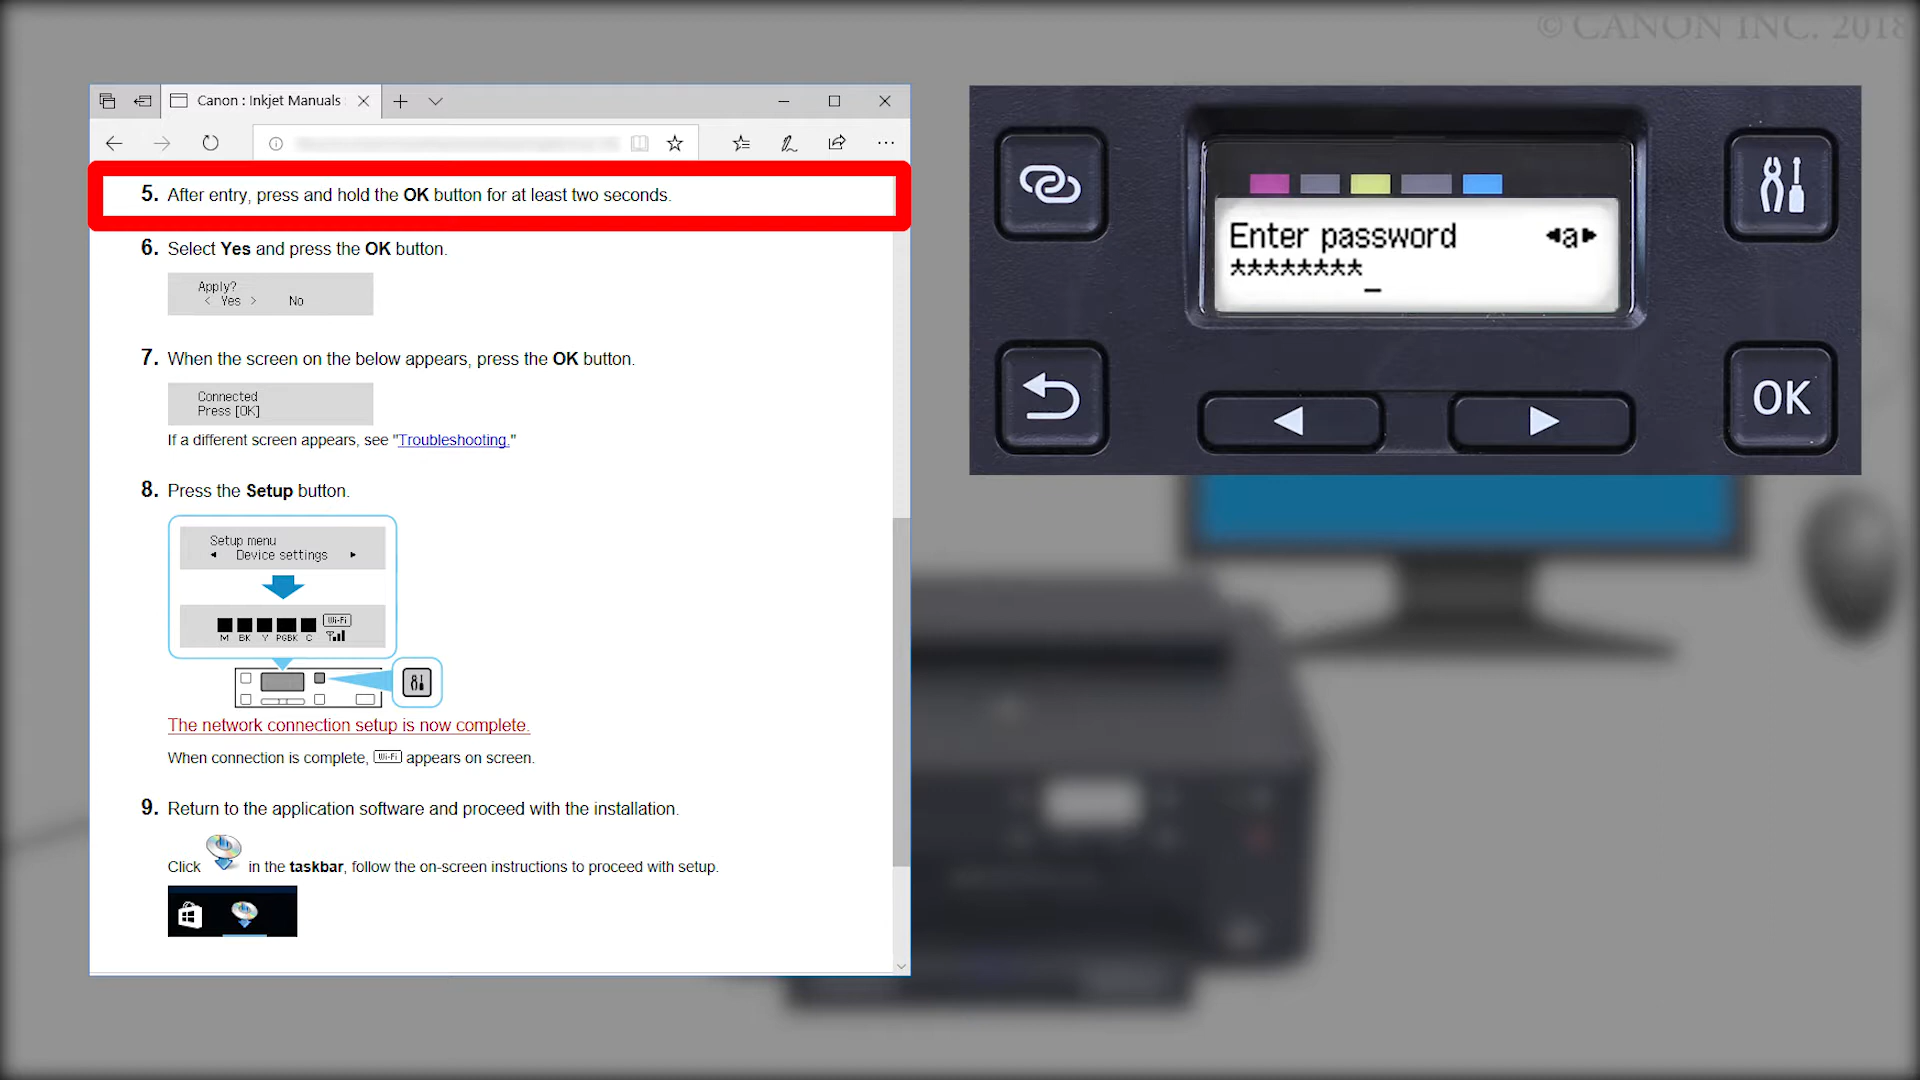 © CANON INC. 2018
Canon : Inkjet Manuals
5. After entry, press and hold the OK button for at least two seconds.
6. Select Yes and press the OK button.
Apply?
< Yes > No
7. When the screen on the below appears, press the OK button.
Connected
Press [OK]
If a different screen appears, see "Troubleshooting."
8. Press the Setup button.
Setup menu
Device settings
Wi-Fi
M BK Y PGBK C
The network connection setup is now complete.
When connection is complete, Wi-Fi appears on screen.
9. Return to the application software and proceed with the installation.
Click in the taskbar, follow the on-screen instructions to proceed with setup.
Enter password ◀a▶
********_
OK